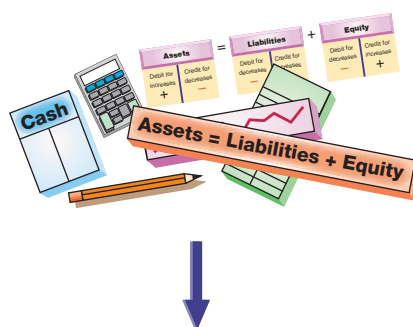 Assets = Liabilities + Equity
Debit for increases + Credit for decreases –
Debit for decreases – Credit for
Debit for decreases – Credit for increases +
Cash
Assets = Liabilities + Equity